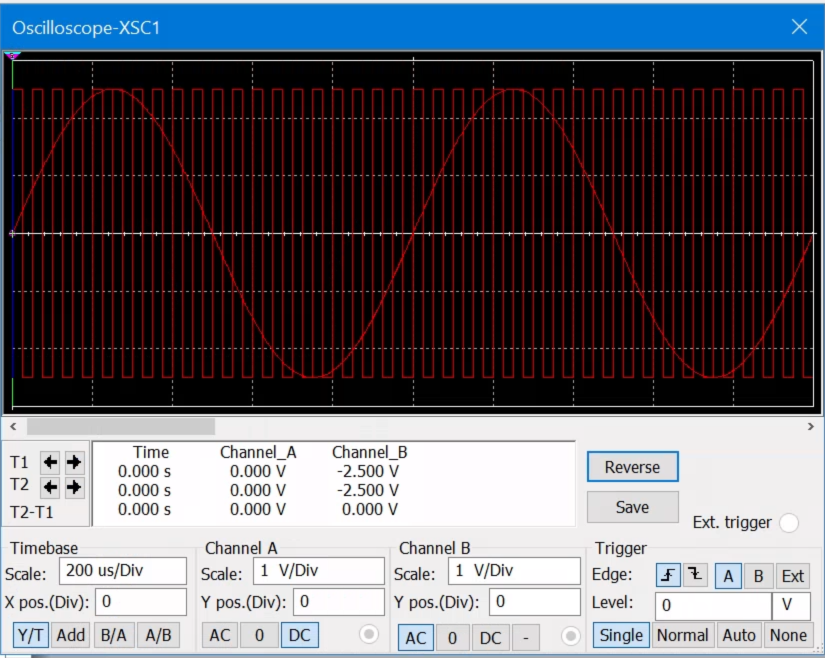 Oscilloscope-XSC1
T1
T2
T2-T1
Time Channel_A Channel_B
0.000 s 0.000 V -2.500 V
0.000 s 0.000 V -2.500 V
0.000 s 0.000 V 0.000 V
Reverse
Save
Ext. trigger
Timebase
Scale: 200 us/Div
X pos.(Div): 0
Y/T Add B/A A/B
Channel A
Scale: 1 V/Div
Y pos.(Div): 0
AC 0 DC
Channel B
Scale: 1 V/Div
Y pos.(Div): 0
AC 0 DC -
Trigger
Edge: A B Ext
Level: 0 V
Single Normal Auto None